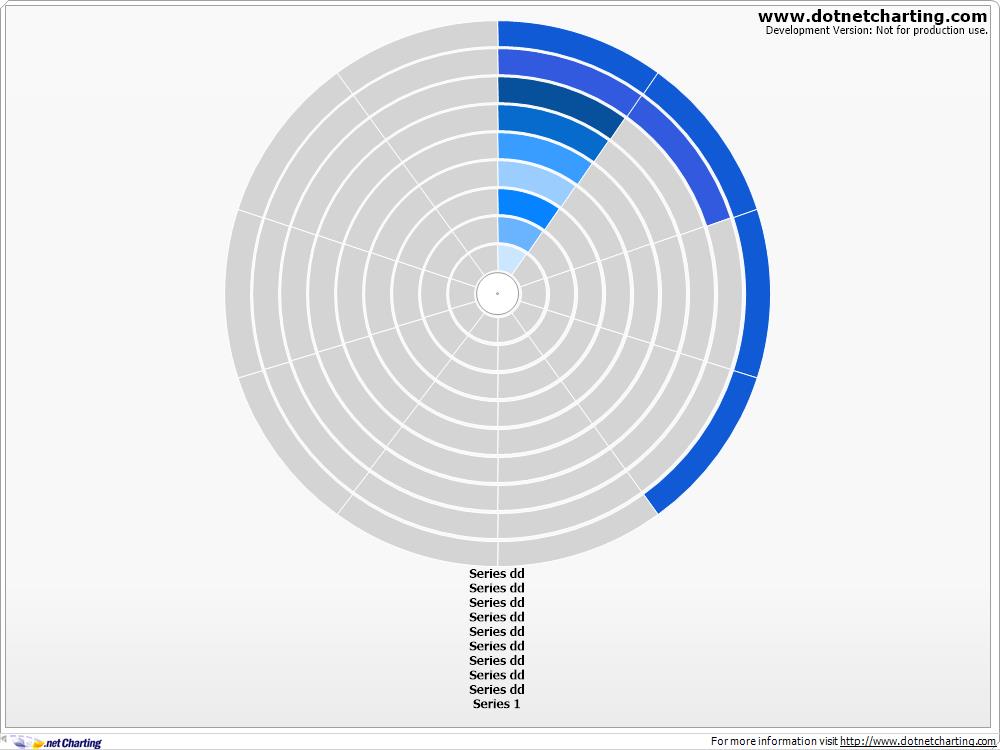 www.dotnetcharting.com
Development Version: Not for production use.
Series dd
Series dd
Series dd
Series dd
Series dd
Series dd
Series dd
Series dd
Series dd
Series 1
.net Charting
For more information visit http://www.dotnetcharting.com